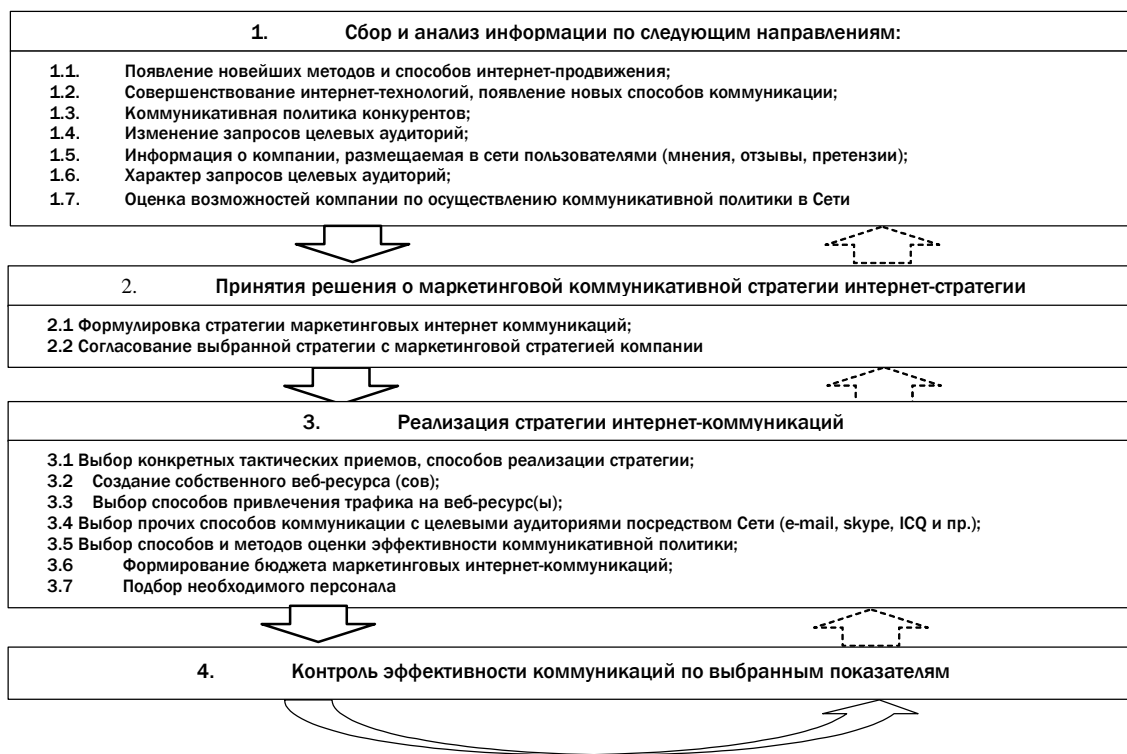 1. Сбор и анализ информации по следующим направлениям:
1.1. Появление новейших методов и способов интернет-продвижения;
1.2. Совершенствование интернет-технологий, появление новых способов коммуникации;
1.3. Коммуникативная политика конкурентов;
1.4. Изменение запросов целевых аудиторий;
1.5. Информация о компании, размещаемая в сети пользователями (мнения, отзывы, претензии);
1.6. Характер запросов целевых аудиторий;
1.7. Оценка возможностей компании по осуществлению коммуникативной политики в Сети
2. Принятия решения о маркетинговой коммуникативной стратегии интернет-стратегии
2.1 Формулировка стратегии маркетинговых интернет коммуникаций;
2.2 Согласование выбранной стратегии с маркетинговой стратегией компании
3. Реализация стратегии интернет-коммуникаций
3.1 Выбор конкретных тактических приемов, способов реализации стратегии;
3.2 Создание собственного веб-ресурса (сов);
3.3 Выбор способов привлечения трафика на веб-ресурс(ы);
3.4 Выбор прочих способов коммуникации с целевыми аудиториями посредством Сети (e-mail, skype, ICQ и пр.);
3.5 Выбор способов и методов оценки эффективности коммуникативной политики;
3.6 Формирование бюджета маркетинговых интернет-коммуникаций;
3.7 Подбор необходимого персонала
4. Контроль эффективности коммуникаций по выбранным показателям